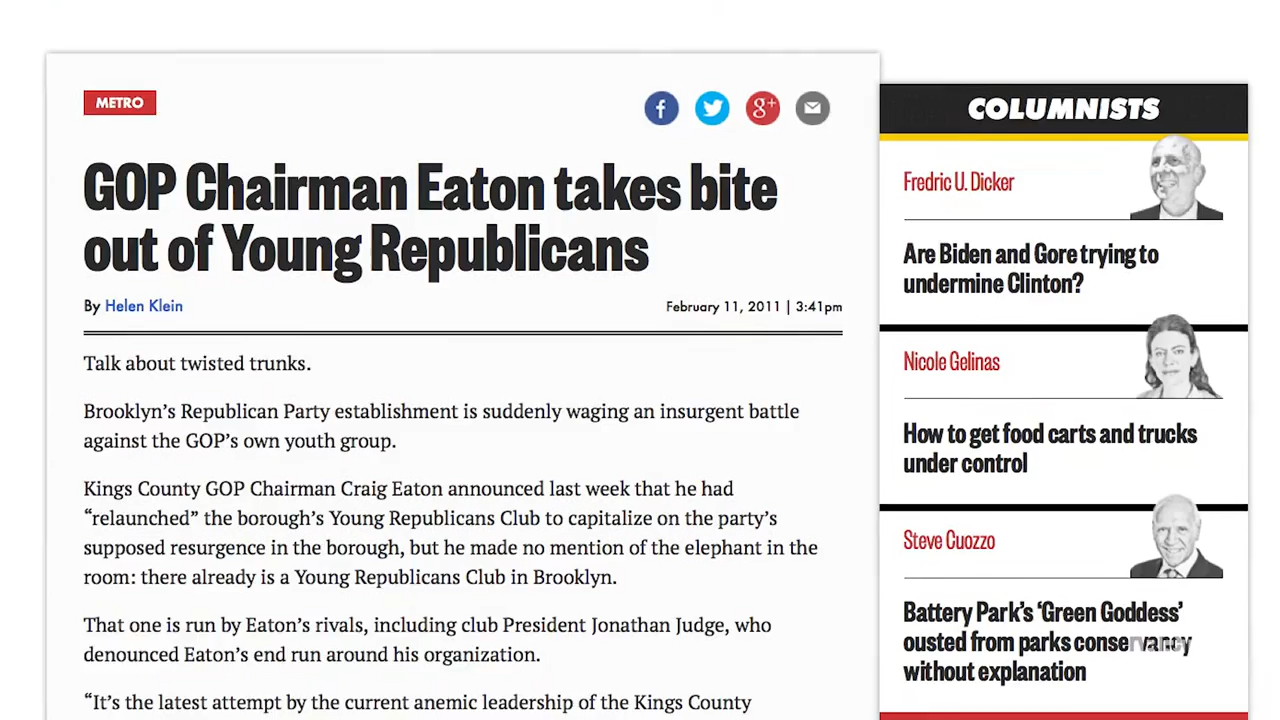 METRO
GOP Chairman Eaton takes bite
out of Young Republicans
By Helen Klein
February 11, 2011 | 3:41pm
Talk about twisted trunks.
Brooklyn’s Republican Party establishment is suddenly waging an insurgent battle
against the GOP’s own youth group.
Kings County GOP Chairman Craig Eaton announced last week that he had
“relaunched” the borough’s Young Republicans Club to capitalize on the party’s
supposed resurgence in the borough, but he made no mention of the elephant in the
room: there already is a Young Republicans Club in Brooklyn.
That one is run by Eaton’s rivals, including club President Jonathan Judge, who
denounced Eaton’s end run around his organization.
“It’s the latest attempt by the current anemic leadership of the Kings County
COLUMNISTS
Fredric U. Dicker
Are Biden and Gore trying to
undermine Clinton?
Nicole Gelinas
How to get food carts and trucks
under control
Steve Cuozzo
Battery Park’s ‘Green Goddess’
ousted from parks conservancy
without explanation